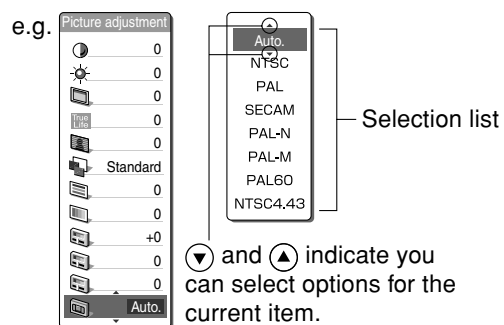 e.g.
Picture adjustment
0
0
0
True Life 0
0
Standard
0
0
+0
0
0
Auto.
Auto.
NTSC
PAL
SECAM
PAL-N
PAL-M
PAL60
NTSC4.43
Selection list
▼ and ▲ indicate you
can select options for the
current item.